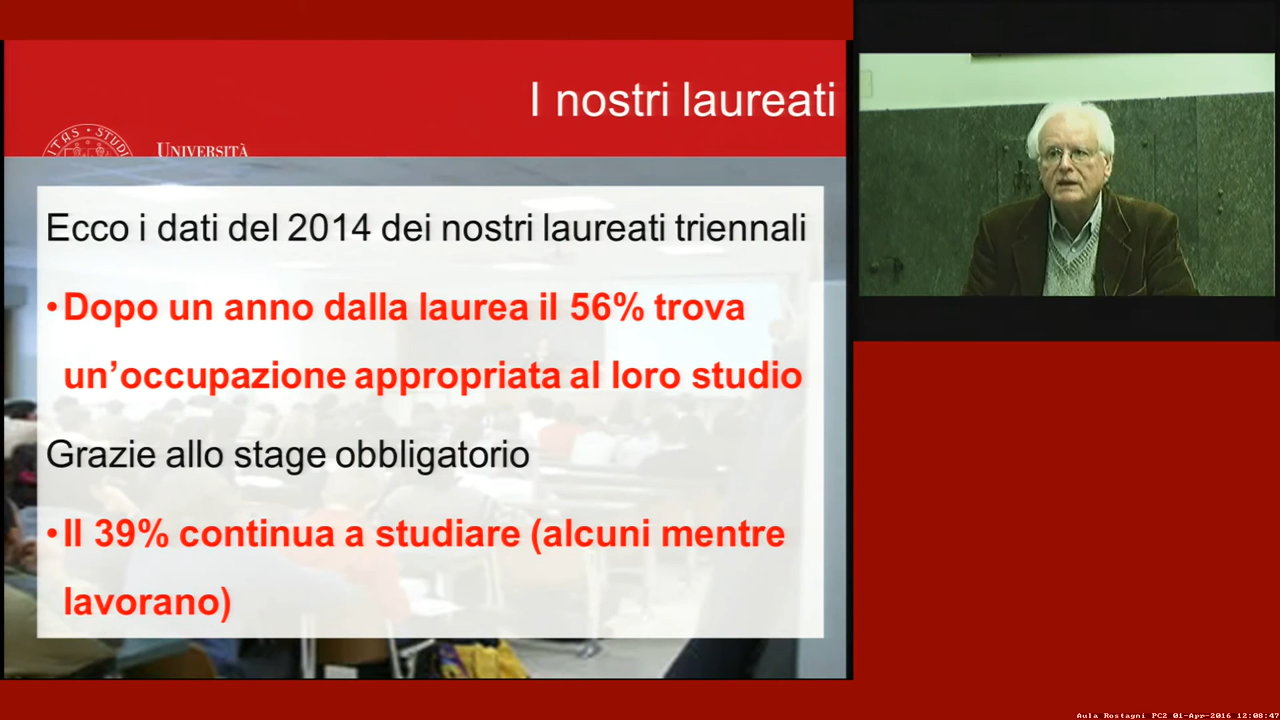 I nostri laureati
UNIVERSITÀ
Ecco i dati del 2014 dei nostri laureati triennali
• Dopo un anno dalla laurea il 56% trova
un'occupazione appropriata al loro studio
Grazie allo stage obbligatorio
• Il 39% continua a studiare (alcuni mentre
lavorano)
Aula Rostagni PC2 01-Apr-2016 12:08:47